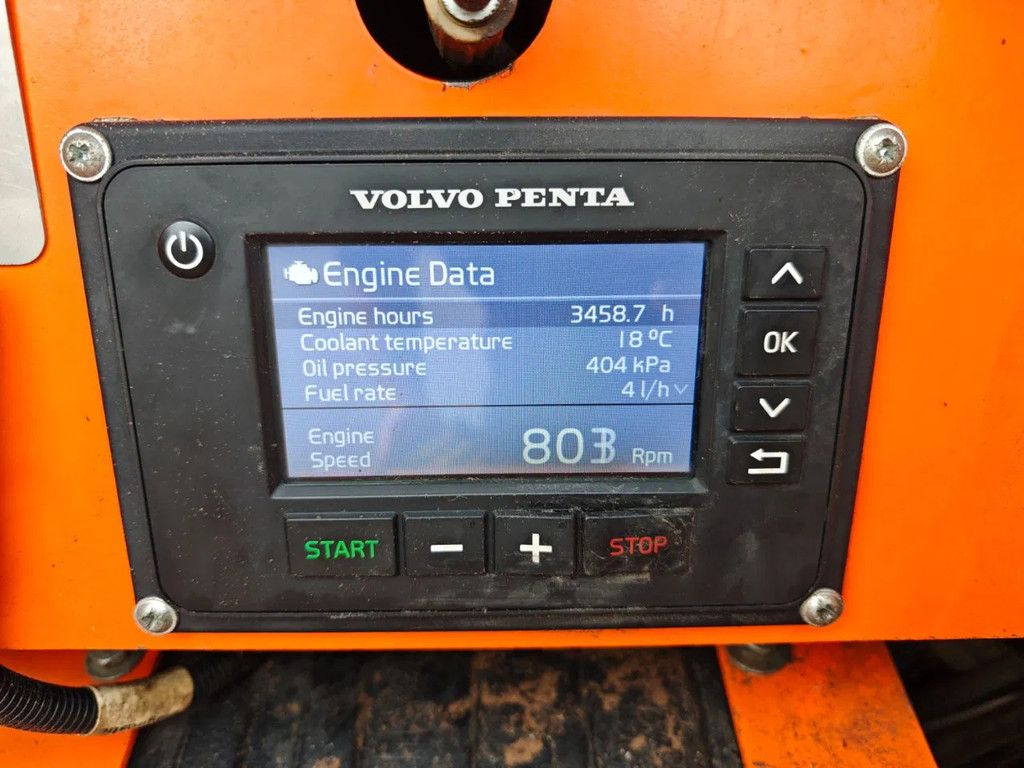 VOLVO PENTA
Engine Data
Engine hours 3458.7 h
Coolant temperature 18 ºC
Oil pressure 404 kPa
Fuel rate 4 l/h
Engine Speed 803 Rpm
OK
START - + STOP